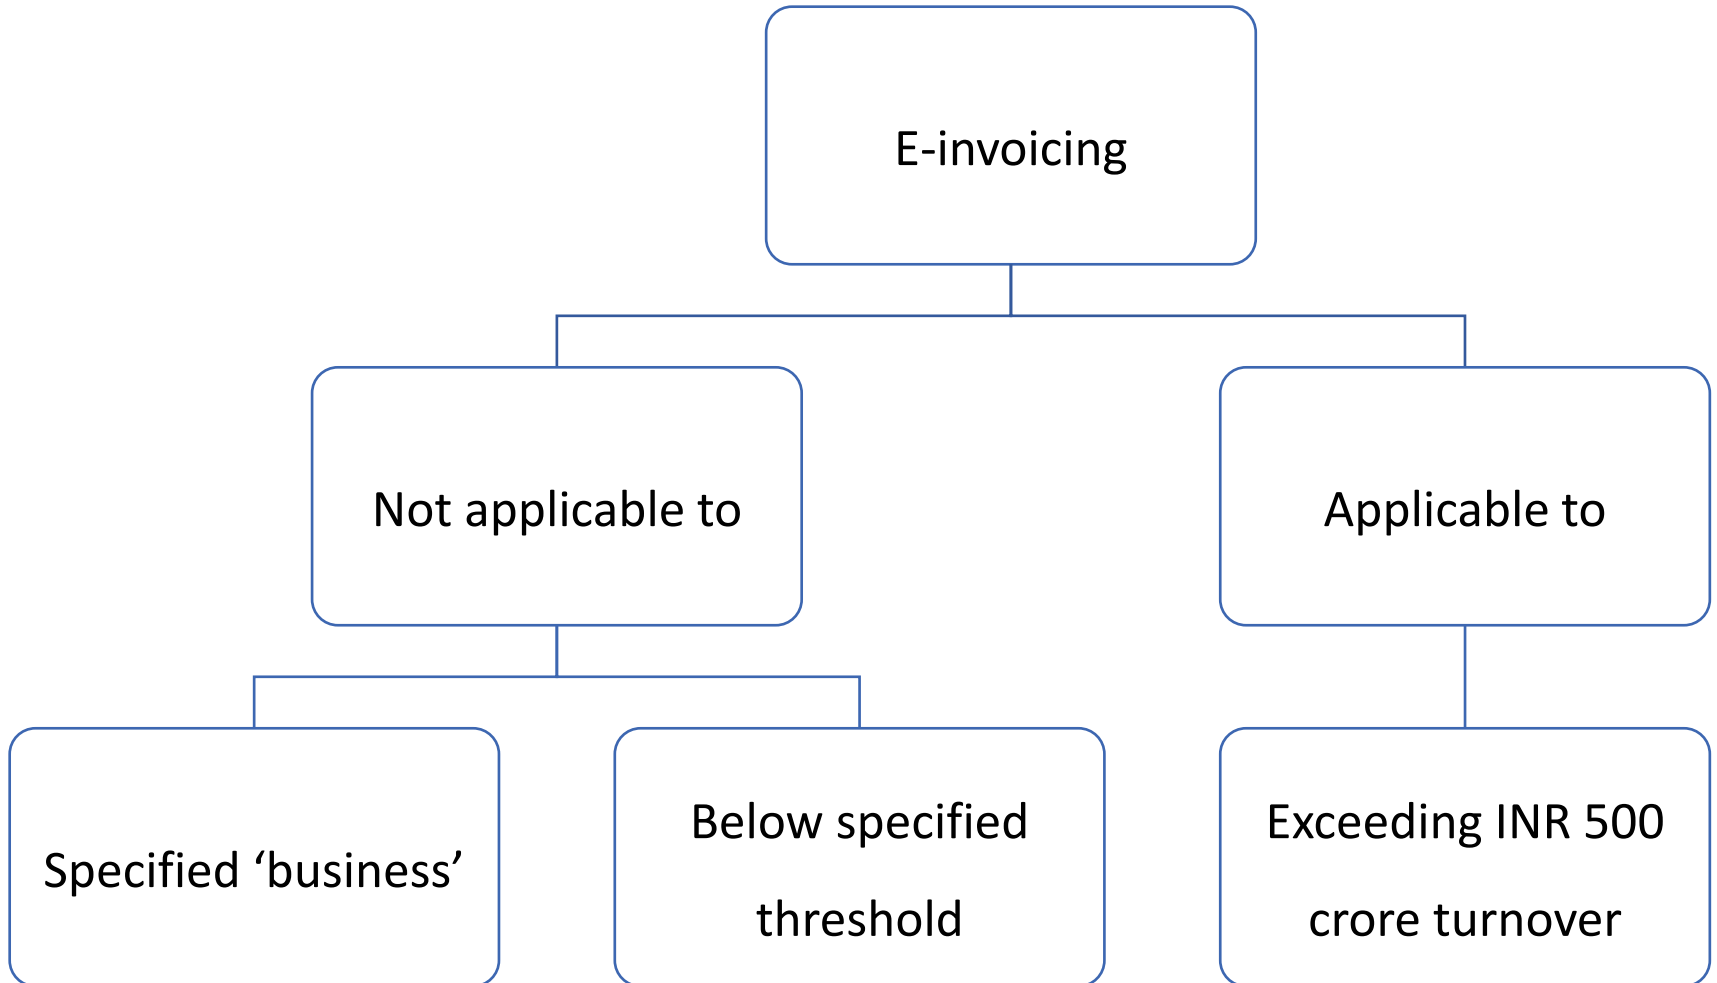 E-invoicing
Not applicable to
Applicable to
Specified ‘business’
Below specified
threshold
Exceeding INR 500
crore turnover